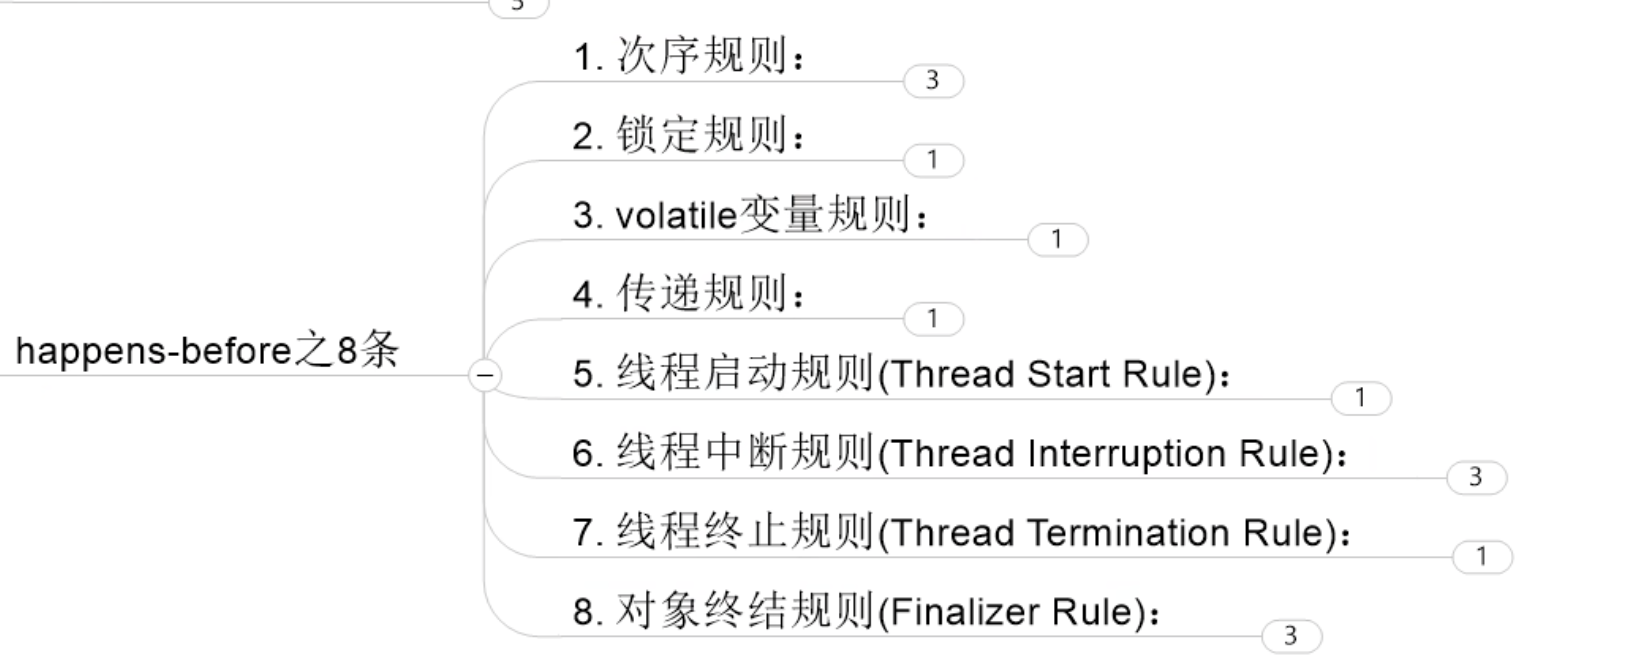 5
1. 次序规则：
3
2. 锁定规则：
1
3. volatile变量规则：
1
4. 传递规则：
1
happens-before之8条
5. 线程启动规则(Thread Start Rule)：
1
6. 线程中断规则(Thread Interruption Rule)：
3
7. 线程终止规则(Thread Termination Rule)：
1
8. 对象终结规则(Finalizer Rule)：
3